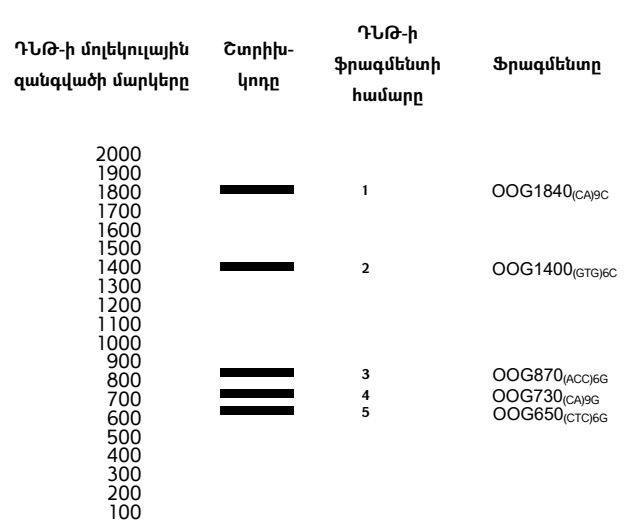 ԴՆԹ-ի մոլեկուլային
զանգվածի մարկերը
Շտրիխ-
կոդը
ԴՆԹ-ի
ֆրագմենտի
համարը
Ֆրագմենտը
2000
1900
1800 1 OOG1840(CA)9C
1700
1600
1500
1400 2 OOG1400(GTG)6C
1300
1200
1100
1000
900
800 3 OOG870(ACC)6G
700 4 OOG730(CA)9G
600 5 OOG650(CTC)6G
500
400
300
200
100